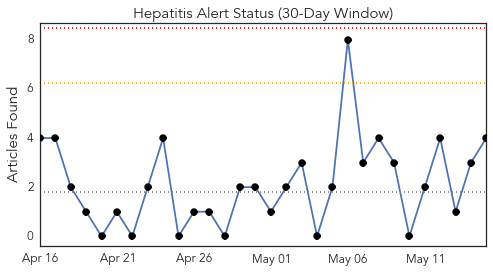 Hepatitis Alert Status (30-Day Window)
Articles Found
8
6
4
2
0
Apr 16
Apr 21
Apr 26
May 01
May 06
May 11